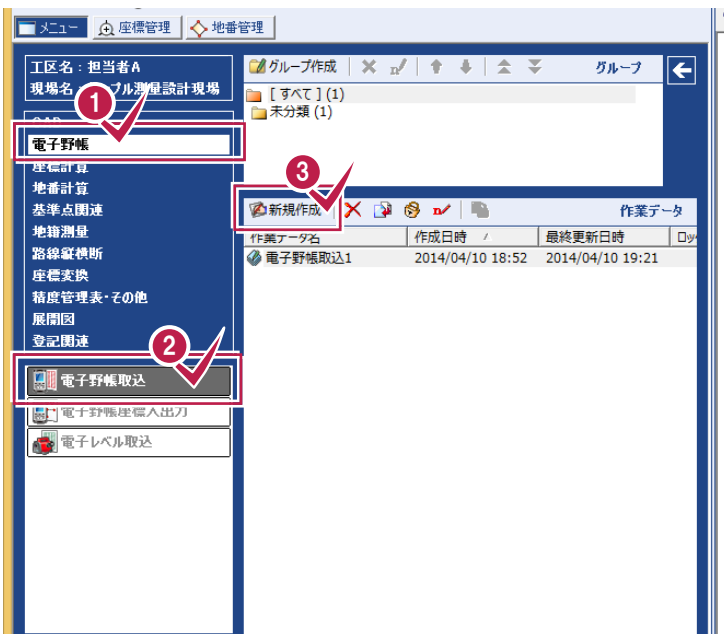 メニュー 座標管理 地番管理
工区名：担当者A
現場名：プル測量設計現場
1
電子野帳
座標計算
地番計算
基準点関連
地籍測量
路線縦横断
座標変換
精度管理表・その他
展開図
登記関連
2
電子野帳取込
電子野帳座標入出力
電子レベル取込
グループ作成 グループ
[すべて] (1)
未分類 (1)
3
新規作成 作業データ
作業データ名 作成日時 最終更新日時 ロッ
電子野帳取込1 2014/04/10 18:52 2014/04/10 19:21